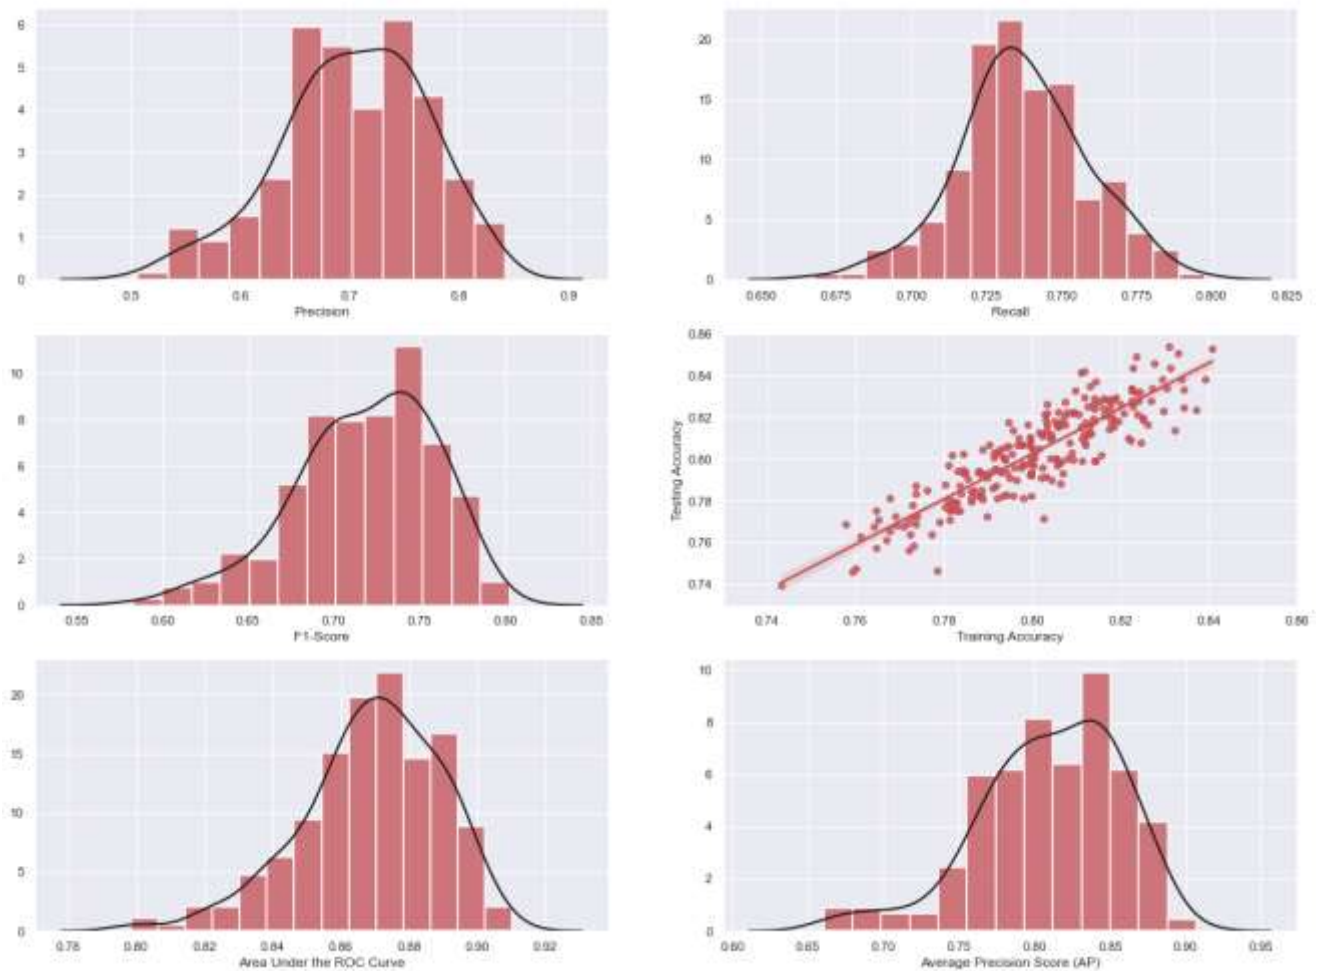 6
5
4
3
2
1
0
0.5 0.6 0.7 0.8 0.9
Precision
20
15
10
5
0
0.650 0.675 0.700 0.725 0.750 0.775 0.800 0.825
Recall
10
8
6
4
2
0
0.55 0.60 0.65 0.70 0.75 0.80 0.85
F1-Score
0.86
0.84
0.82
0.80
0.78
0.76
0.74
Testing Accuracy
0.74 0.76 0.78 0.80 0.82 0.84 0.86
Training Accuracy
20
15
10
5
0
0.78 0.80 0.82 0.84 0.86 0.88 0.90 0.92
Area Under the ROC Curve
10
8
6
4
2
0
0.60 0.65 0.70 0.75 0.80 0.85 0.90 0.95
Average Precision Score (AP)